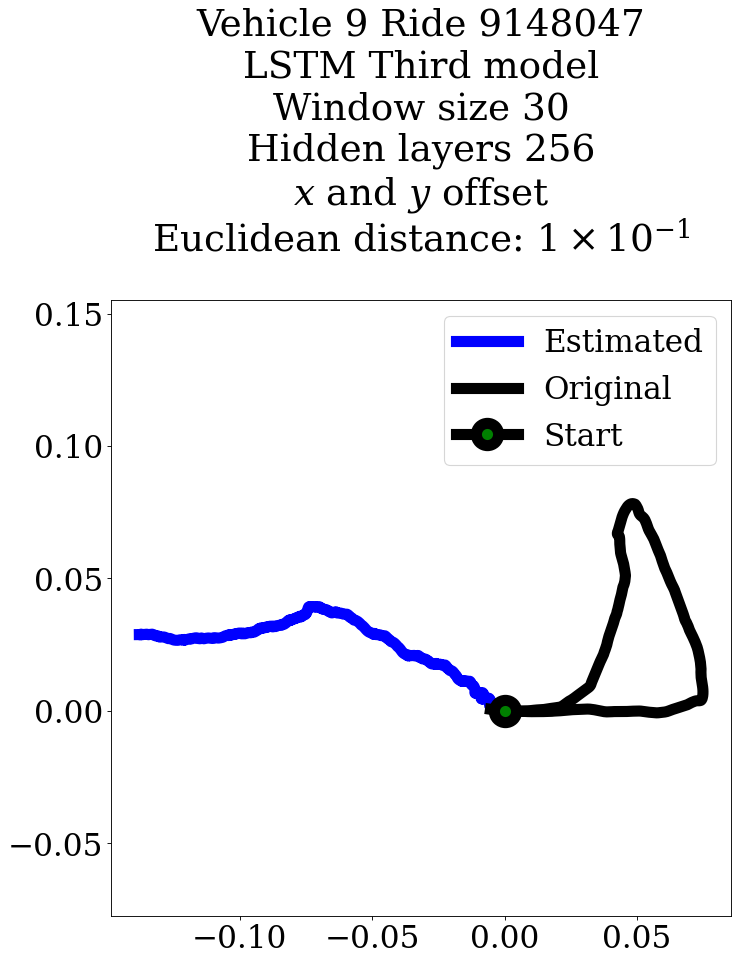 Vehicle 9 Ride 9148047
LSTM Third model
Window size 30
Hidden layers 256
x and y offset
Euclidean distance: 1 × 10⁻¹
Estimated
Original
Start
0.15
0.10
0.05
0.00
−0.05
−0.10 −0.05 0.00 0.05